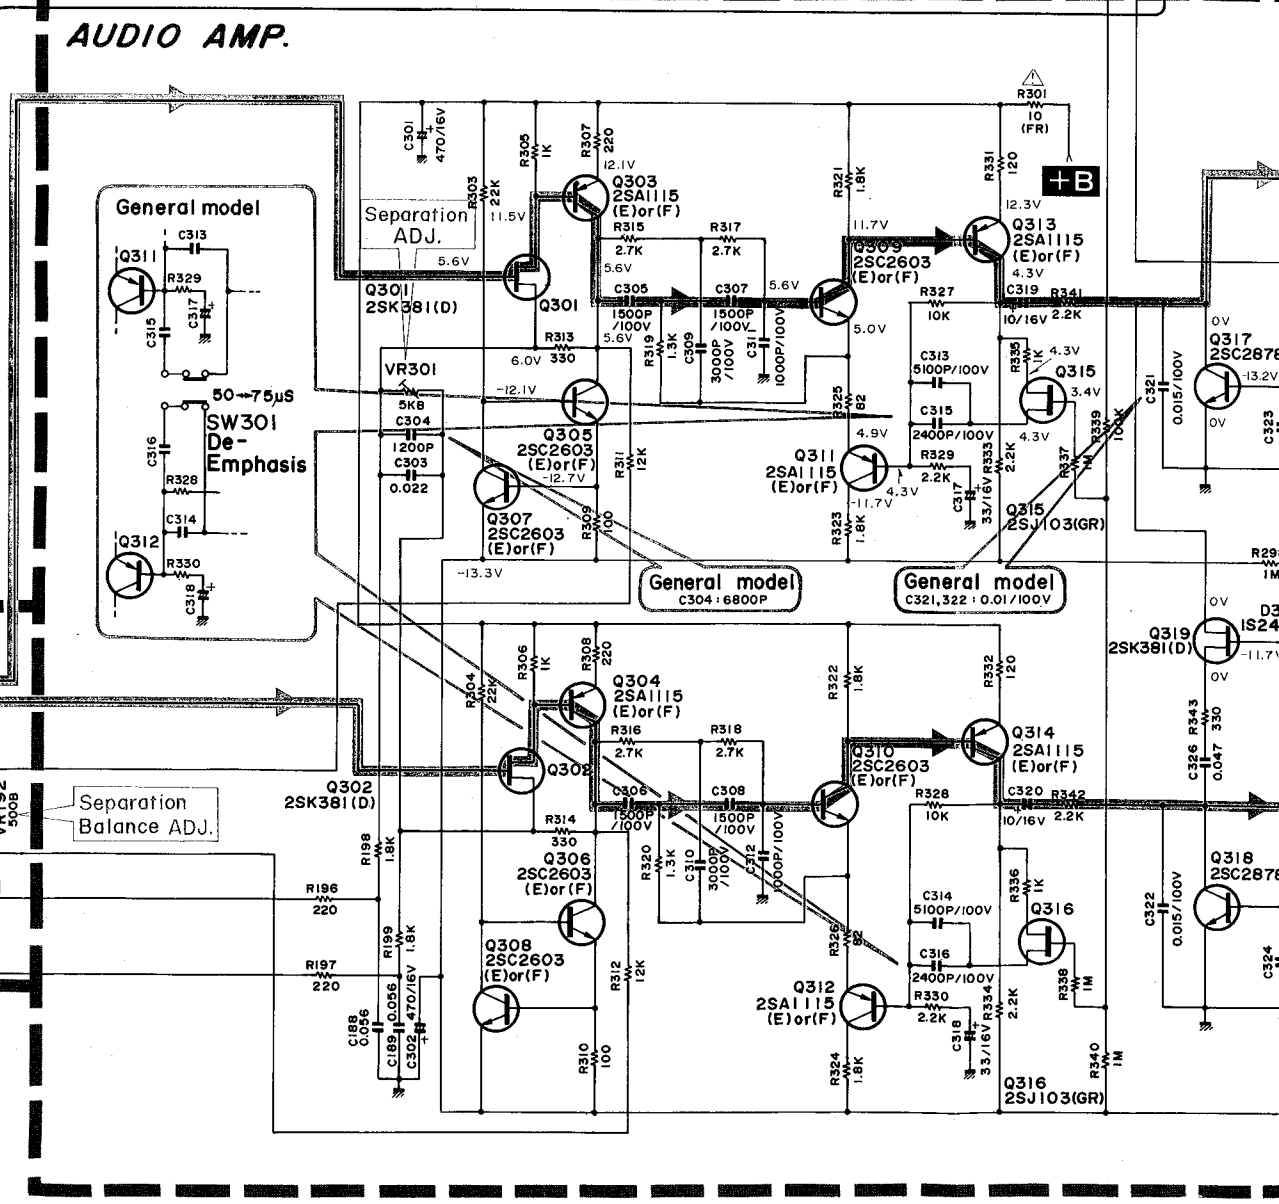 AUDIO AMP.
R301
10
(FR)
+B
C301
470/16V
R305
1K
R307
220
12.1V
R303
22K
Q303
2SA1115
(E)or(F)
R321
1.8K
R331
120
12.3V
General model
C313
Q311
R329
C317
C315
50↔75µS
SW301
De-
Emphasis
C316
R328
C314
Q312
R330
C318
Separation
ADJ.
11.5V
5.6V
Q301
2SK381(D)
Q301
R315
2.7K
R317
2.7K
5.6V
C305
1500P
/100V
5.6V
C307
1500P
/100V
5.6V
11.7V
Q309
2SC2603
(E)or(F)
5.0V
Q313
2SA1115
(E)or(F)
4.3V
C319
10/16V
R341
2.2K
R327
10K
R313
330
6.0V
R319
1.3K
C309
3000P
/100V
C311
1000P/100V
VR301
5KB
C304
1200P
C303
0.022
-12.1V
Q305
2SC2603
(E)or(F)
-12.7V
R311
12K
R309
100
Q307
2SC2603
(E)or(F)
-13.3V
R325
82
4.9V
Q311
2SA1115
(E)or(F)
-11.7V
R323
1.8K
C313
5100P/100V
C315
2400P/100V
R329
2.2K
4.3V
C317
33/16V
R335
1K
4.3V
Q315
3.4V
4.3V
R333
2.2K
R337
1M
R339
100K
Q315
2SJ103(GR)
C321
0.015/100V
0V
Q317
2SC2878
-13.2V
0V
C323
General model
C304:6800P
General model
C321,322:0.01/100V
1M
0V
Q319
2SK381(D)
-11.7V
0V
R343
330
C326
0.047
R304
22K
R306
1K
R308
220
Q304
2SA1115
(E)or(F)
R322
1.8K
R332
120
R316
2.7K
R318
2.7K
Q302
2SK381(D)
Q302
C306
1500P
/100V
C308
1500P
/100V
Q310
2SC2603
(E)or(F)
Q314
2SA1115
(E)or(F)
C320
10/16V
R342
2.2K
R328
10K
VR192
500B
Separation
Balance ADJ.
R198
1.8K
R314
330
R320
1.3K
C310
3000P
/100V
C312
1000P/100V
Q306
2SC2603
(E)or(F)
R196
220
R197
220
R199
1.8K
Q308
2SC2603
(E)or(F)
R312
12K
R310
100
C188
0.056
C189
0.056
C302
470/16V
R326
82
Q312
2SA1115
(E)or(F)
R324
1.8K
C314
5100P/100V
C316
2400P/100V
R330
2.2K
C318
33/16V
R336
1K
Q316
R334
2.2K
R338
1M
R340
1M
Q316
2SJ103(GR)
C322
0.015/100V
Q318
2SC2878
C324